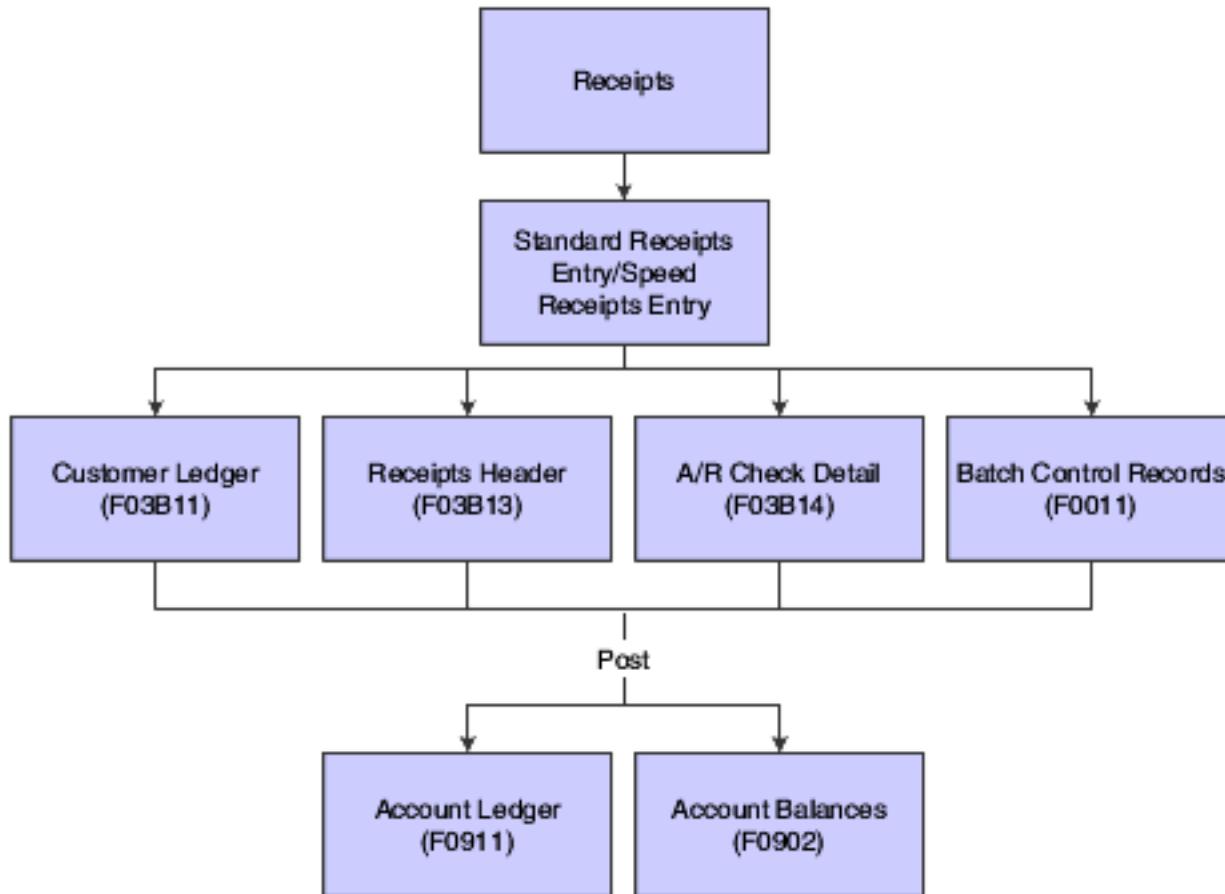 Receipts
Standard Receipts
Entry/Speed
Receipts Entry
Customer Ledger
(F03B11)
Receipts Header
(F03B13)
A/R Check Detail
(F03B14)
Batch Control Records
(F0011)
Post
Account Ledger
(F0911)
Account Balances
(F0902)